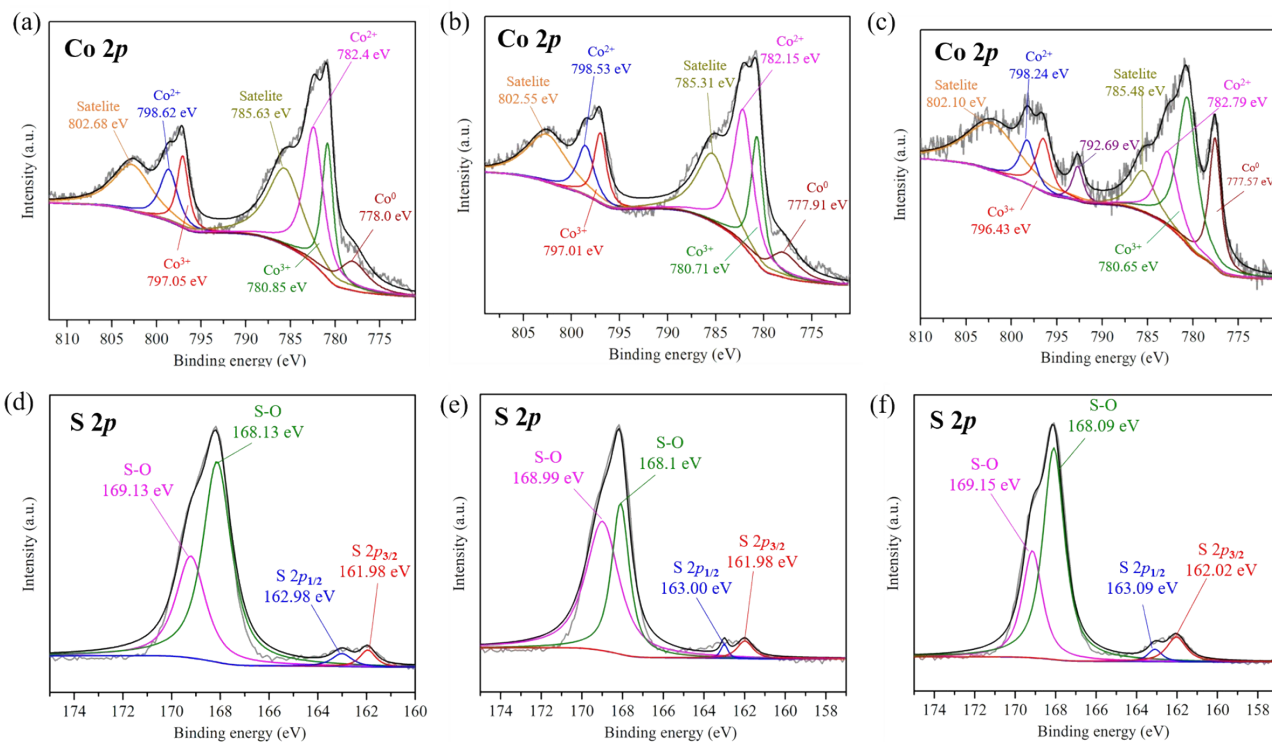 (a)
Co 2p
Co²⁺
782.4 eV
Satelite
802.68 eV
Co²⁺
798.62 eV
Satelite
785.63 eV
Co³⁺
797.05 eV
Co³⁺
780.85 eV
Co⁰
778.0 eV
Intensity (a.u.)
810 805 800 795 790 785 780 775
Binding energy (eV)
(b)
Co 2p
Co²⁺
782.15 eV
Satelite
802.55 eV
Co²⁺
798.53 eV
Satelite
785.31 eV
Co³⁺
797.01 eV
Co³⁺
780.71 eV
Co⁰
777.91 eV
Intensity (a.u.)
805 800 795 790 785 780 775
Binding energy (eV)
(c)
Co 2p
Co²⁺
798.24 eV
Satelite
802.10 eV
Satelite
785.48 eV
Co²⁺
782.79 eV
792.69 eV
Co³⁺
796.43 eV
Co³⁺
780.65 eV
Co⁰
777.57 eV
Intensity (a.u.)
810 805 800 795 790 785 780 775
Binding energy (eV)
(d)
S 2p
S-O
168.13 eV
S-O
169.13 eV
S 2p1/2
162.98 eV
S 2p3/2
161.98 eV
Intensity (a.u.)
174 172 170 168 166 164 162 160
Binding energy (eV)
(e)
S 2p
S-O
168.99 eV
S-O
168.1 eV
S 2p1/2
163.00 eV
S 2p3/2
161.98 eV
Intensity (a.u.)
174 172 170 168 166 164 162 160 158
Binding energy (eV)
(f)
S 2p
S-O
168.09 eV
S-O
169.15 eV
S 2p1/2
163.09 eV
S 2p3/2
162.02 eV
Intensity (a.u.)
174 172 170 168 166 164 162 160 158
Binding energy (eV)